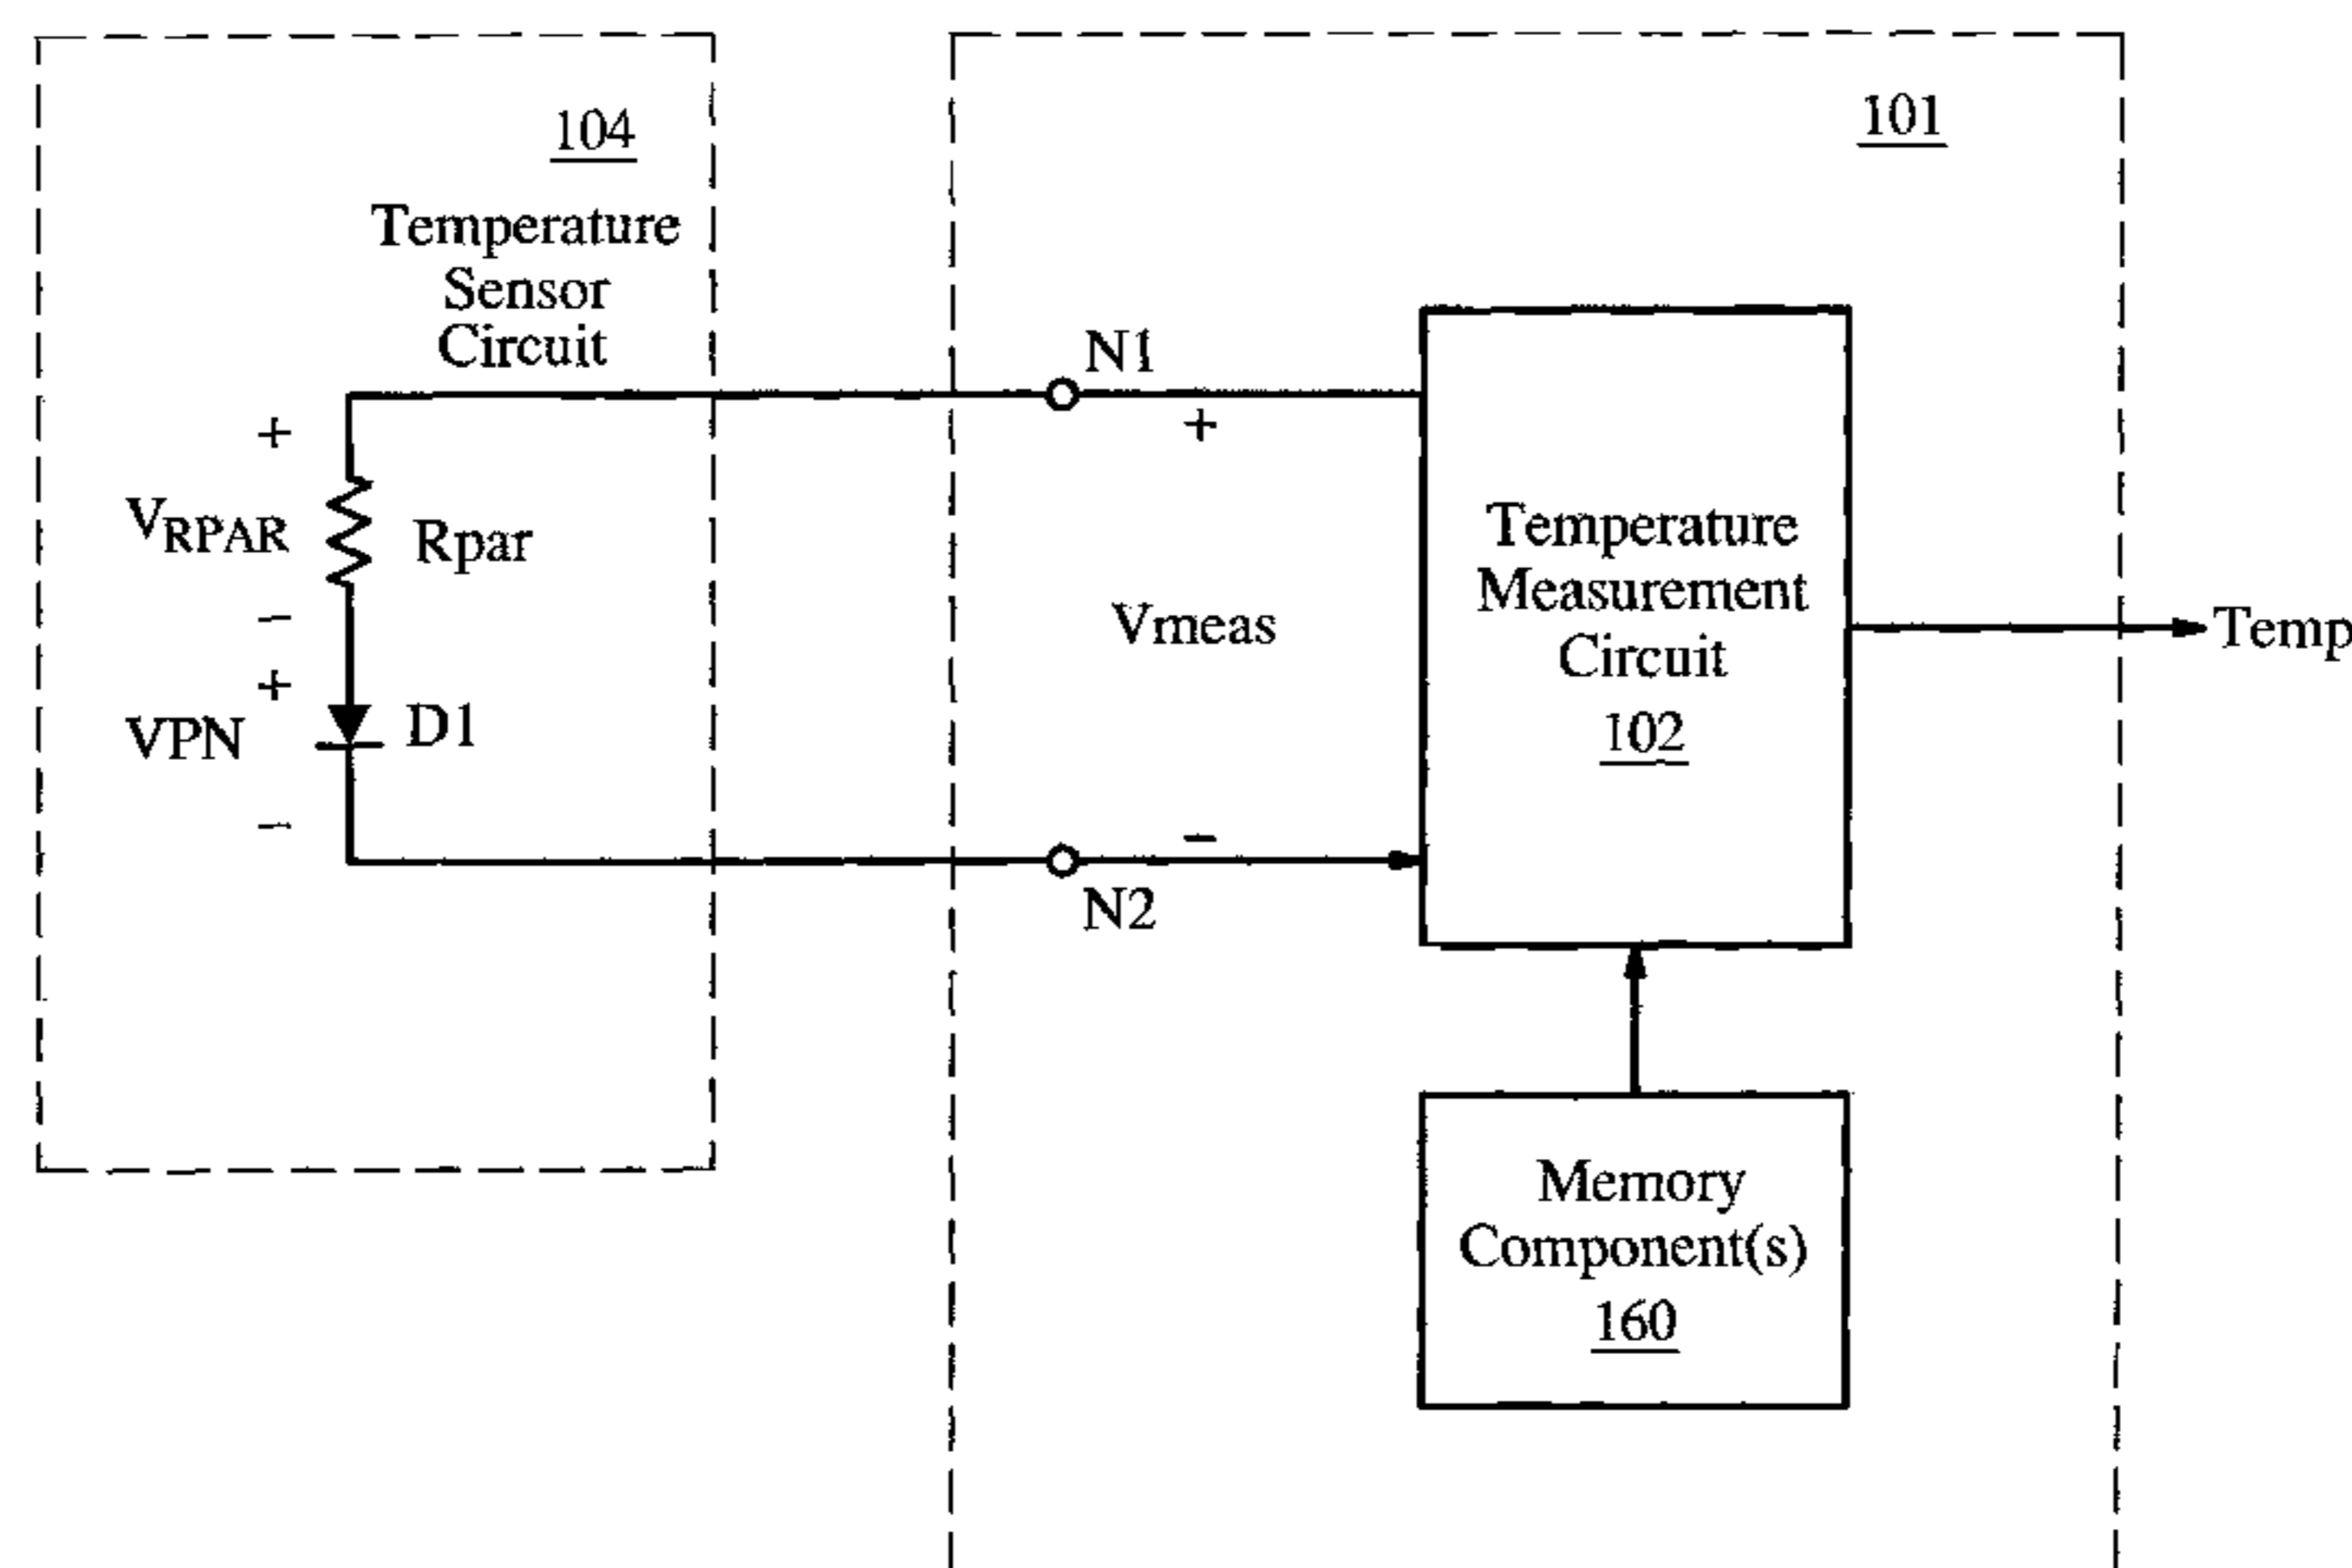 104
Temperature
Sensor
Circuit
+
VRPAR
Rpar
−
+
VPN
D1
−
101
N1
+
Vmeas
−
N2
Temperature
Measurement
Circuit
102
Temp
Memory
Component(s)
160